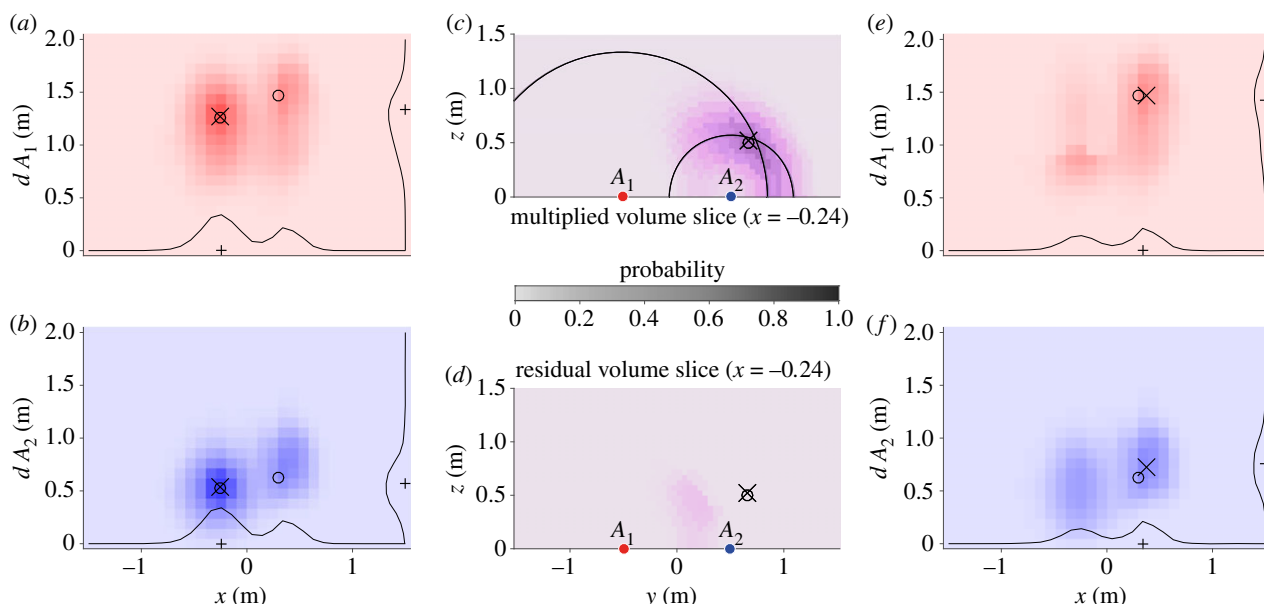 (a)
2.0
1.5
1.0
0.5
0
d A1 (m)
(b)
2.0
1.5
1.0
0.5
0
d A2 (m)
−1
0
1
x (m)
(c)
1.5
1.0
0.5
0
z (m)
A1
A2
multiplied volume slice (x = –0.24)
probability
0
0.2
0.4
0.6
0.8
1.0
residual volume slice (x = –0.24)
(d)
1.5
1.0
0.5
0
z (m)
A1
A2
−1
0
1
y (m)
(e)
2.0
1.5
1.0
0.5
0
d A1 (m)
(f)
2.0
1.5
1.0
0.5
0
d A2 (m)
−1
0
1
x (m)